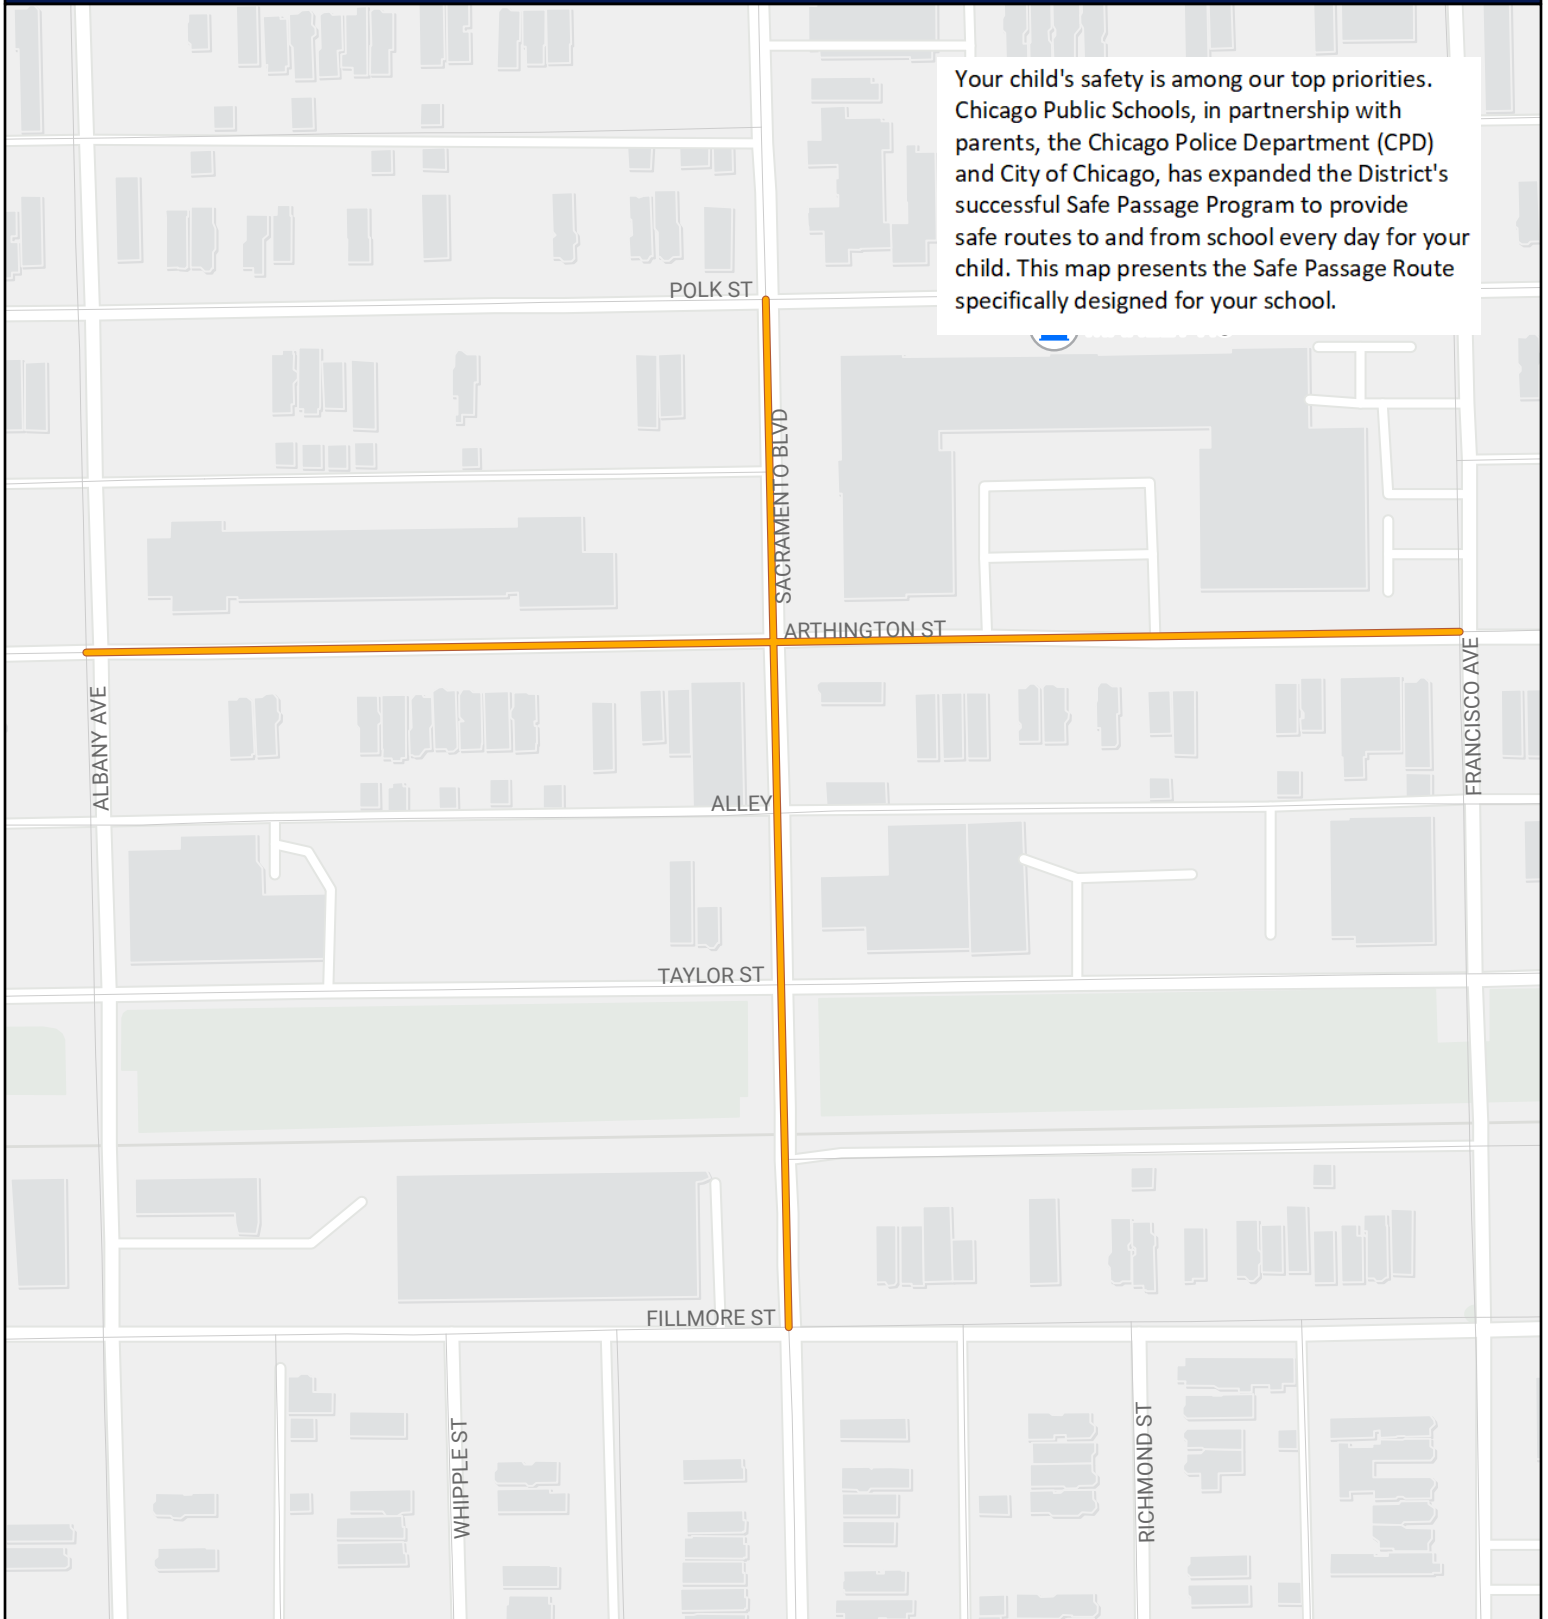 Your child's safety is among our top priorities.
Chicago Public Schools, in partnership with
parents, the Chicago Police Department (CPD)
and City of Chicago, has expanded the District's
successful Safe Passage Program to provide
safe routes to and from school every day for your
child. This map presents the Safe Passage Route
specifically designed for your school.
POLK ST
SACRAMENTO BLVD
ARTHINGTON ST
ALBANY AVE
FRANCISCO AVE
ALLEY
TAYLOR ST
FILLMORE ST
WHIPPLE ST
RICHMOND ST